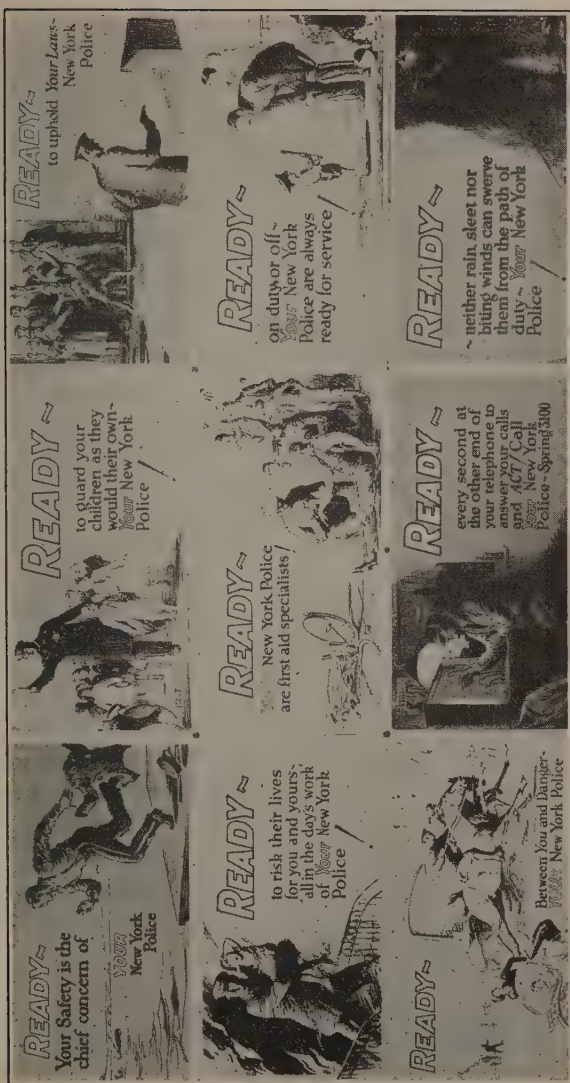 READY~
Your Safety is the
chief concern of
YOUR
New York
Police
READY~
to guard your
children as they
would their own~
YOUR New York
Police
READY~
to uphold Your Laws~
New York
Police
READY~
to risk their lives
for you and yours~
all in the day's work
of YOUR New York
Police
READY~
New York Police
are first aid specialists
READY~
on duty or off~
YOUR New York
Police are always
ready for service
READY~
Between You and Danger~
YOUR New York Police
READY~
every second at
the other end of
your telephone to
answer your calls
and ACT! Call
YOUR New York
Police~Spring 3100
READY~
~ neither rain, sleet nor
biting winds can swerve
them from the path of
duty ~ YOUR New York
Police